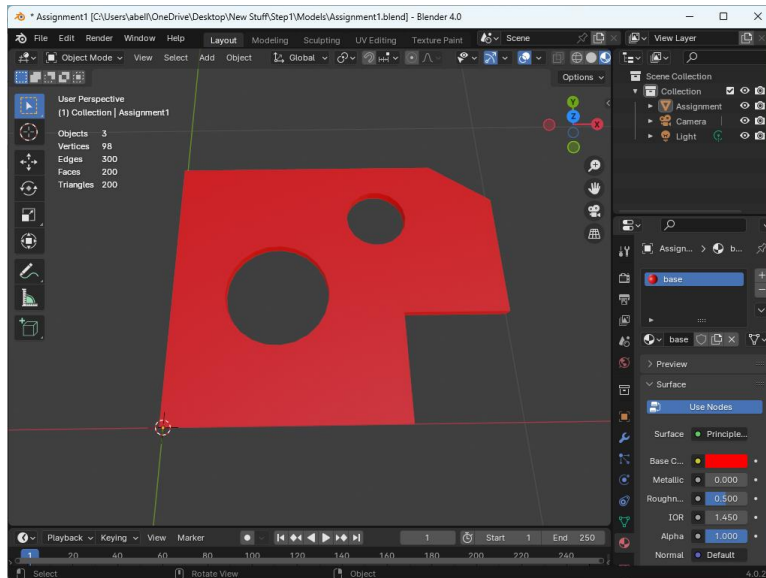 * Assignment1 [C:\Users\abell\OneDrive\Desktop\New Stuff\Step1\Models\Assignment1.blend] - Blender 4.0
File Edit Render Window Help Layout Modeling Sculpting UV Editing Texture Paint Scene View Layer
Object Mode View Select Add Object Global
Options
User Perspective
(1) Collection | Assignment1
Objects 3
Vertices 98
Edges 300
Faces 200
Triangles 200
Z
X
Y
Scene Collection
Collection
Assignment
Camera
Light
Assign... > b...
base
base
Preview
Surface
Use Nodes
Surface Principle...
Base C...
Metallic 0.000
Roughn... 0.500
IOR 1.450
Alpha 1.000
Normal Default
Playback Keying View Marker 1 Start 1 End 250
1 20 40 60 80 100 120 140 160 180 200 220 240
Select Rotate View Object 4.0.2